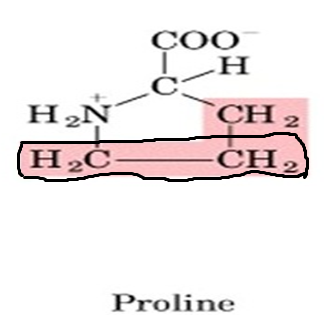 COO⁻
C H
H₂N⁺ CH₂
H₂C CH₂
Proline